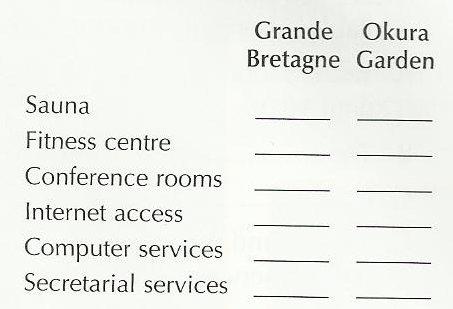 Grande Okura
Bretagne Garden
Sauna
Fitness centre
Conference rooms
Internet access
Computer services
Secretarial services